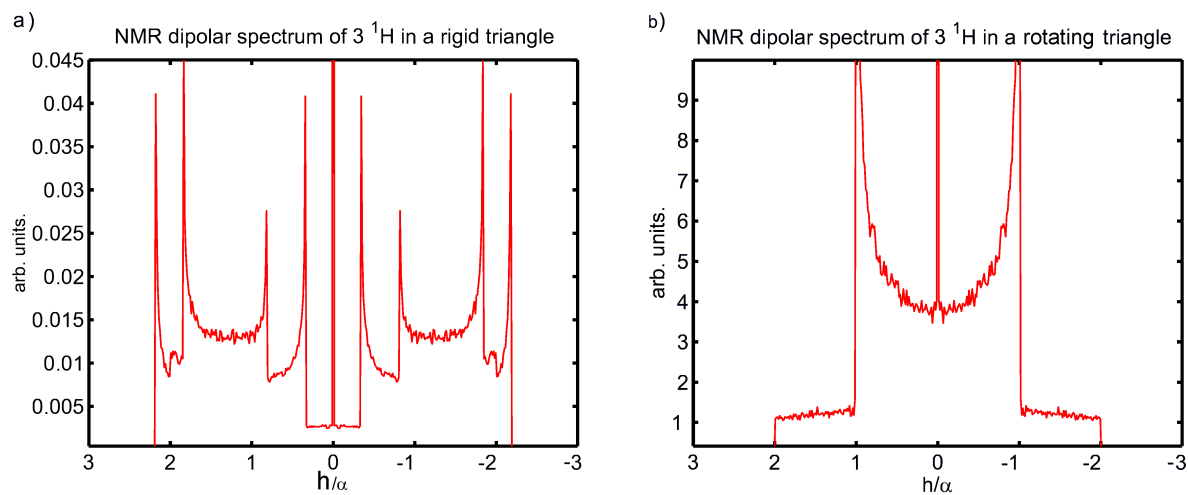 a)
NMR dipolar spectrum of 3 ¹H in a rigid triangle
0.045
0.04
0.035
0.03
0.025
0.02
0.015
0.01
0.005
arb. units.
3 2 1 0 -1 -2 -3
h/α
b)
NMR dipolar spectrum of 3 ¹H in a rotating triangle
9
8
7
6
5
4
3
2
1
arb. units.
3 2 1 0 -1 -2 -3
h/α